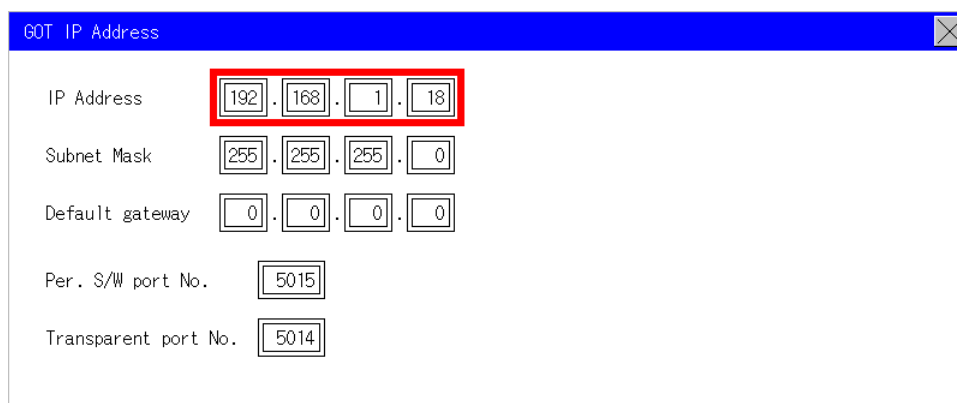 GOT IP Address
IP Address 192 . 168 . 1 . 18
Subnet Mask 255 . 255 . 255 . 0
Default gateway 0 . 0 . 0 . 0
Per. S/W port No. 5015
Transparent port No. 5014